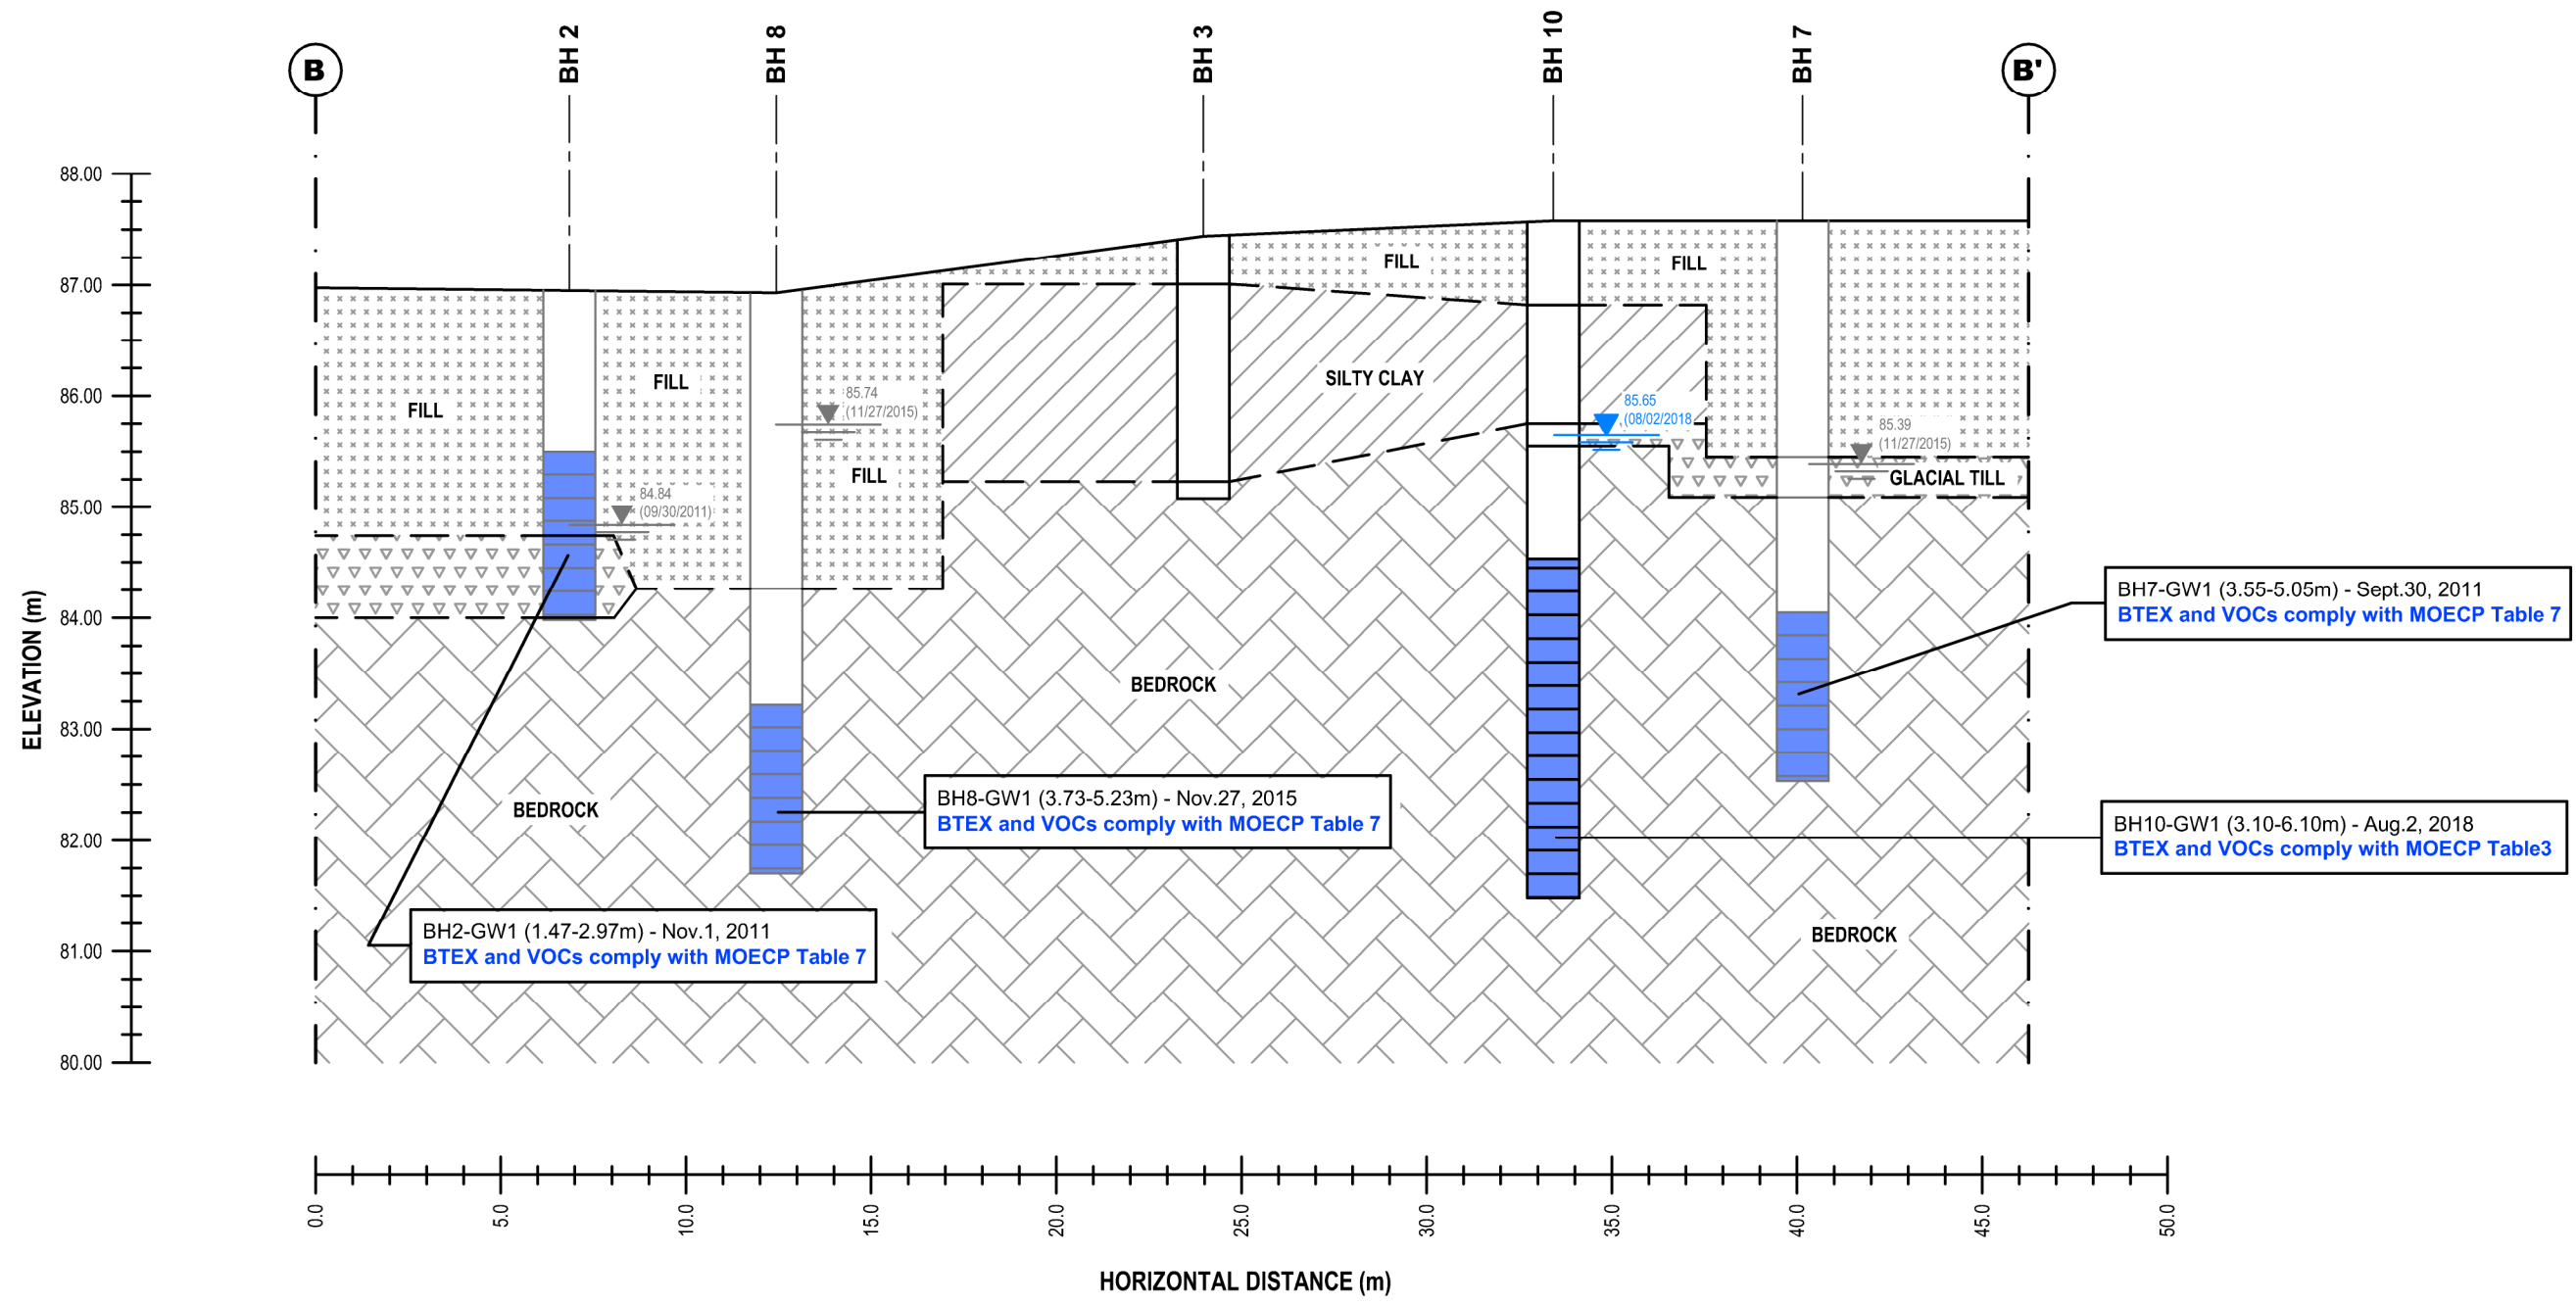 B
BH 2
BH 8
BH 3
BH 10
BH 7
B'
88.00
87.00
86.00
85.00
84.00
83.00
82.00
81.00
80.00
ELEVATION (m)
FILL
FILL
FILL
FILL
FILL
SILTY CLAY
GLACIAL TILL
BEDROCK
BEDROCK
BEDROCK
84.84
(09/30/2011)
85.74
(11/27/2015)
85.65
(08/02/2018
85.39
(11/27/2015)
BH7-GW1 (3.55-5.05m) - Sept.30, 2011
BTEX and VOCs comply with MOECP Table 7
BH8-GW1 (3.73-5.23m) - Nov.27, 2015
BTEX and VOCs comply with MOECP Table 7
BH10-GW1 (3.10-6.10m) - Aug.2, 2018
BTEX and VOCs comply with MOECP Table3
BH2-GW1 (1.47-2.97m) - Nov.1, 2011
BTEX and VOCs comply with MOECP Table 7
0.0
5.0
10.0
15.0
20.0
25.0
30.0
35.0
40.0
45.0
50.0
HORIZONTAL DISTANCE (m)